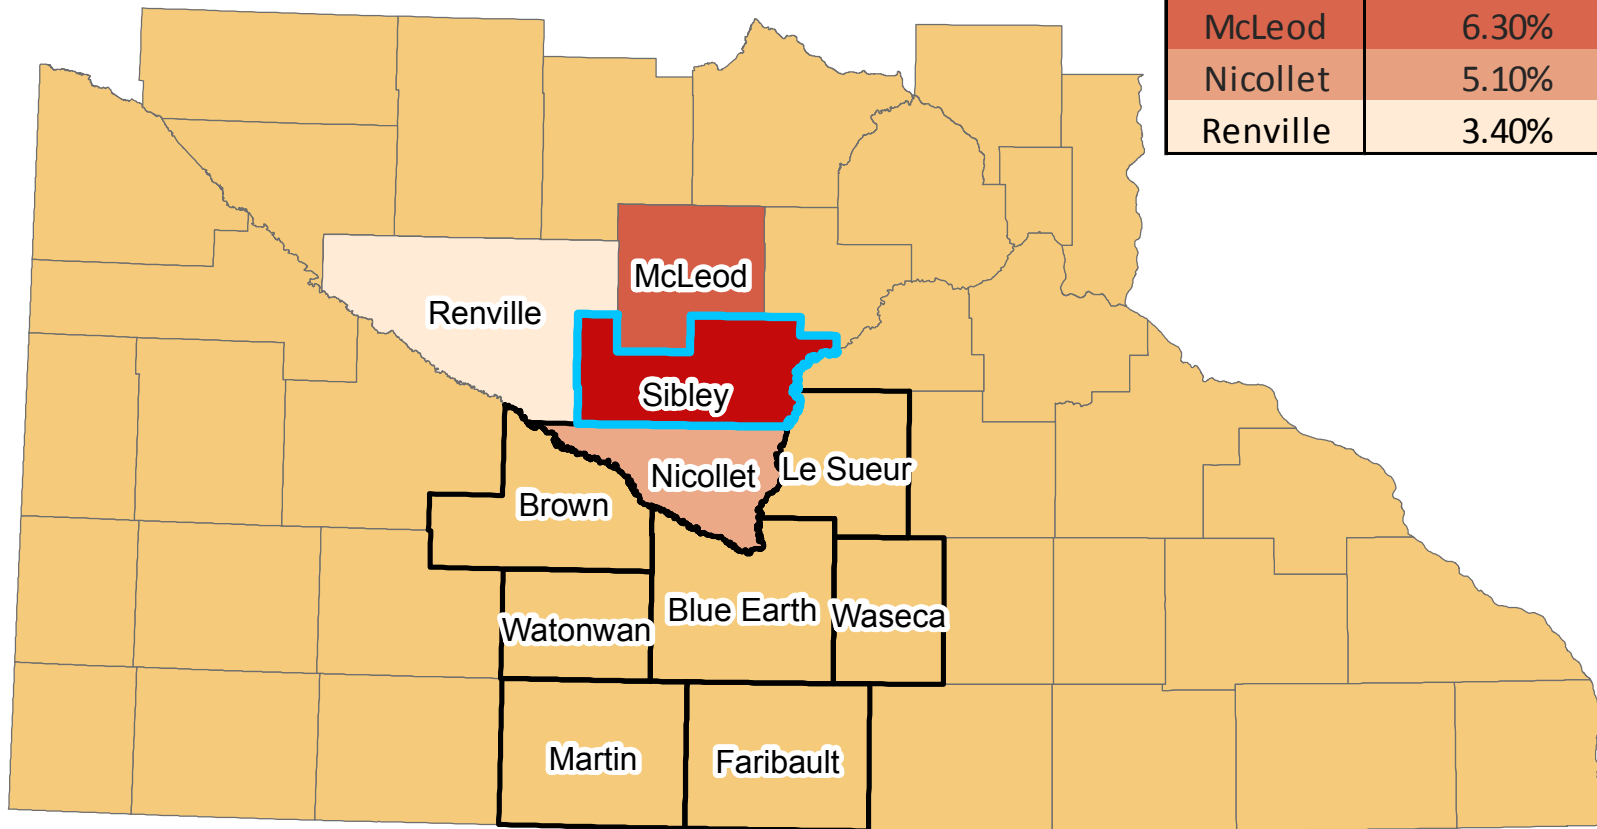 McLeod 6.30%
Nicollet 5.10%
Renville 3.40%
McLeod
Renville
Sibley
Le Sueur
Nicollet
Brown
Blue Earth
Waseca
Watonwan
Martin
Faribault